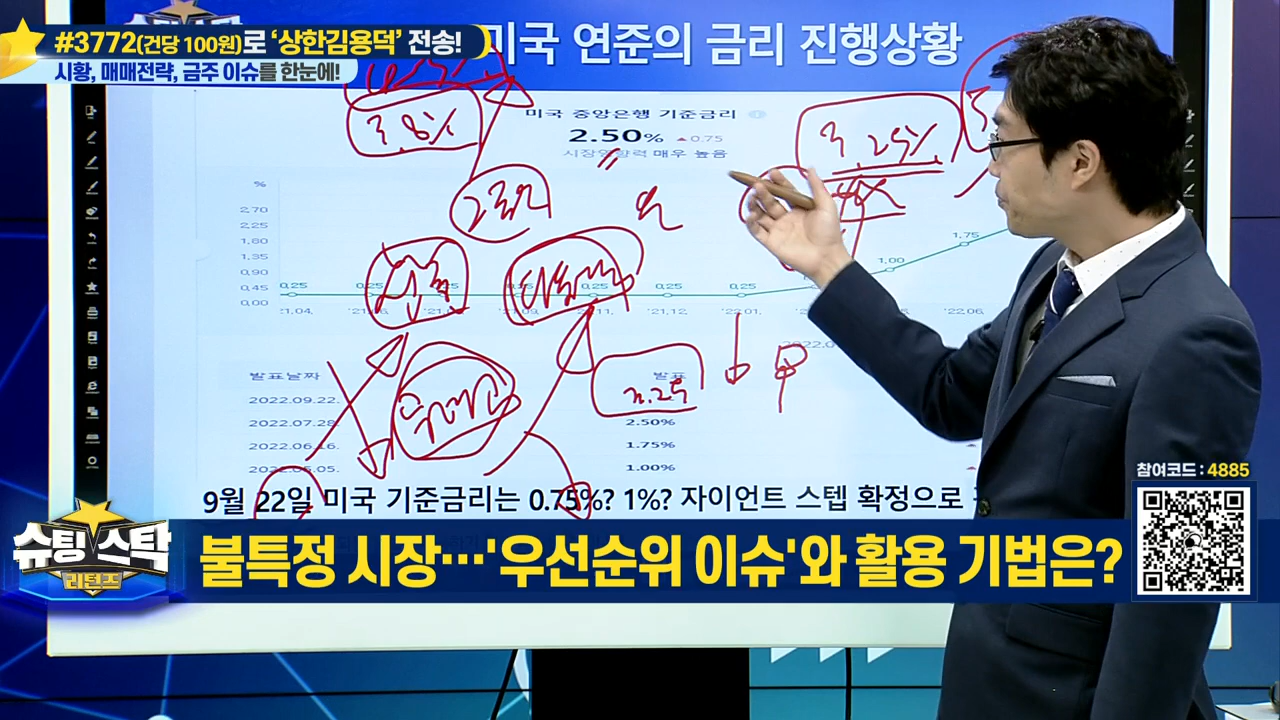 #3772(건당 100원)로 '상한김용덕' 전송!
시황, 매매전략, 금주 이슈를 한눈에!
미국 연준의 금리 진행상황
미국 중앙은행 기준금리
2.50% ▲0.75
시장영향력 매우 높음
3.25%
%
2.70
2.25
1.80
1.35
0.90
0.45
0.00
0.25 0.25 0.25 0.25 0.25 1.00 1.75
'21.12. '22.01. '22.06.
발표날짜 발표
3.25
2022.09.22.
2022.07.28. 2.50%
2022.06.16. 1.75%
2022.05.05. 1.00%
9월 22일 미국 기준금리는 0.75%? 1%? 자이언트 스텝 확정으로
참여코드 : 4885
슈팅스탁
리턴즈
불특정 시장…'우선순위 이슈'와 활용 기법은?